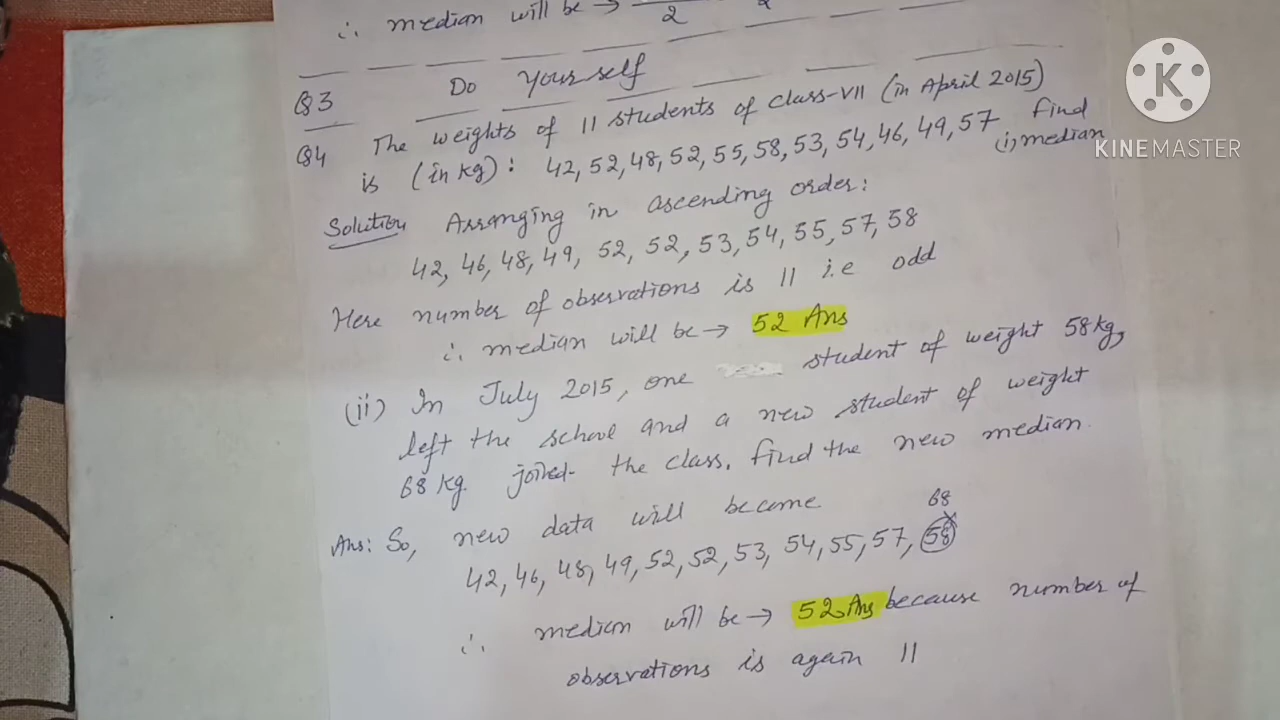 ∴ median will be → 2 2
Q3 Do Yourself
Q4 The weights of 11 students of class-VII (in April 2015)
is (in kg): 42, 52, 48, 52, 55, 58, 53, 54, 46, 49, 57 Find
(i) median
Solution Arranging in ascending order:
42, 46, 48, 49, 52, 52, 53, 54, 55, 57, 58
Here number of observations is 11 i.e odd
∴ median will be → 52 Ans
(ii) In July 2015, one student of weight 58kg,
left the school and a new student of weight
68 kg. joined the class. Find the new median.
Ans: So, new data will become
68
42, 46, 48, 49, 52, 52, 53, 54, 55, 57, 58
∴ median will be → 52 Ans because number of
observations is again 11
K
KINEMASTER